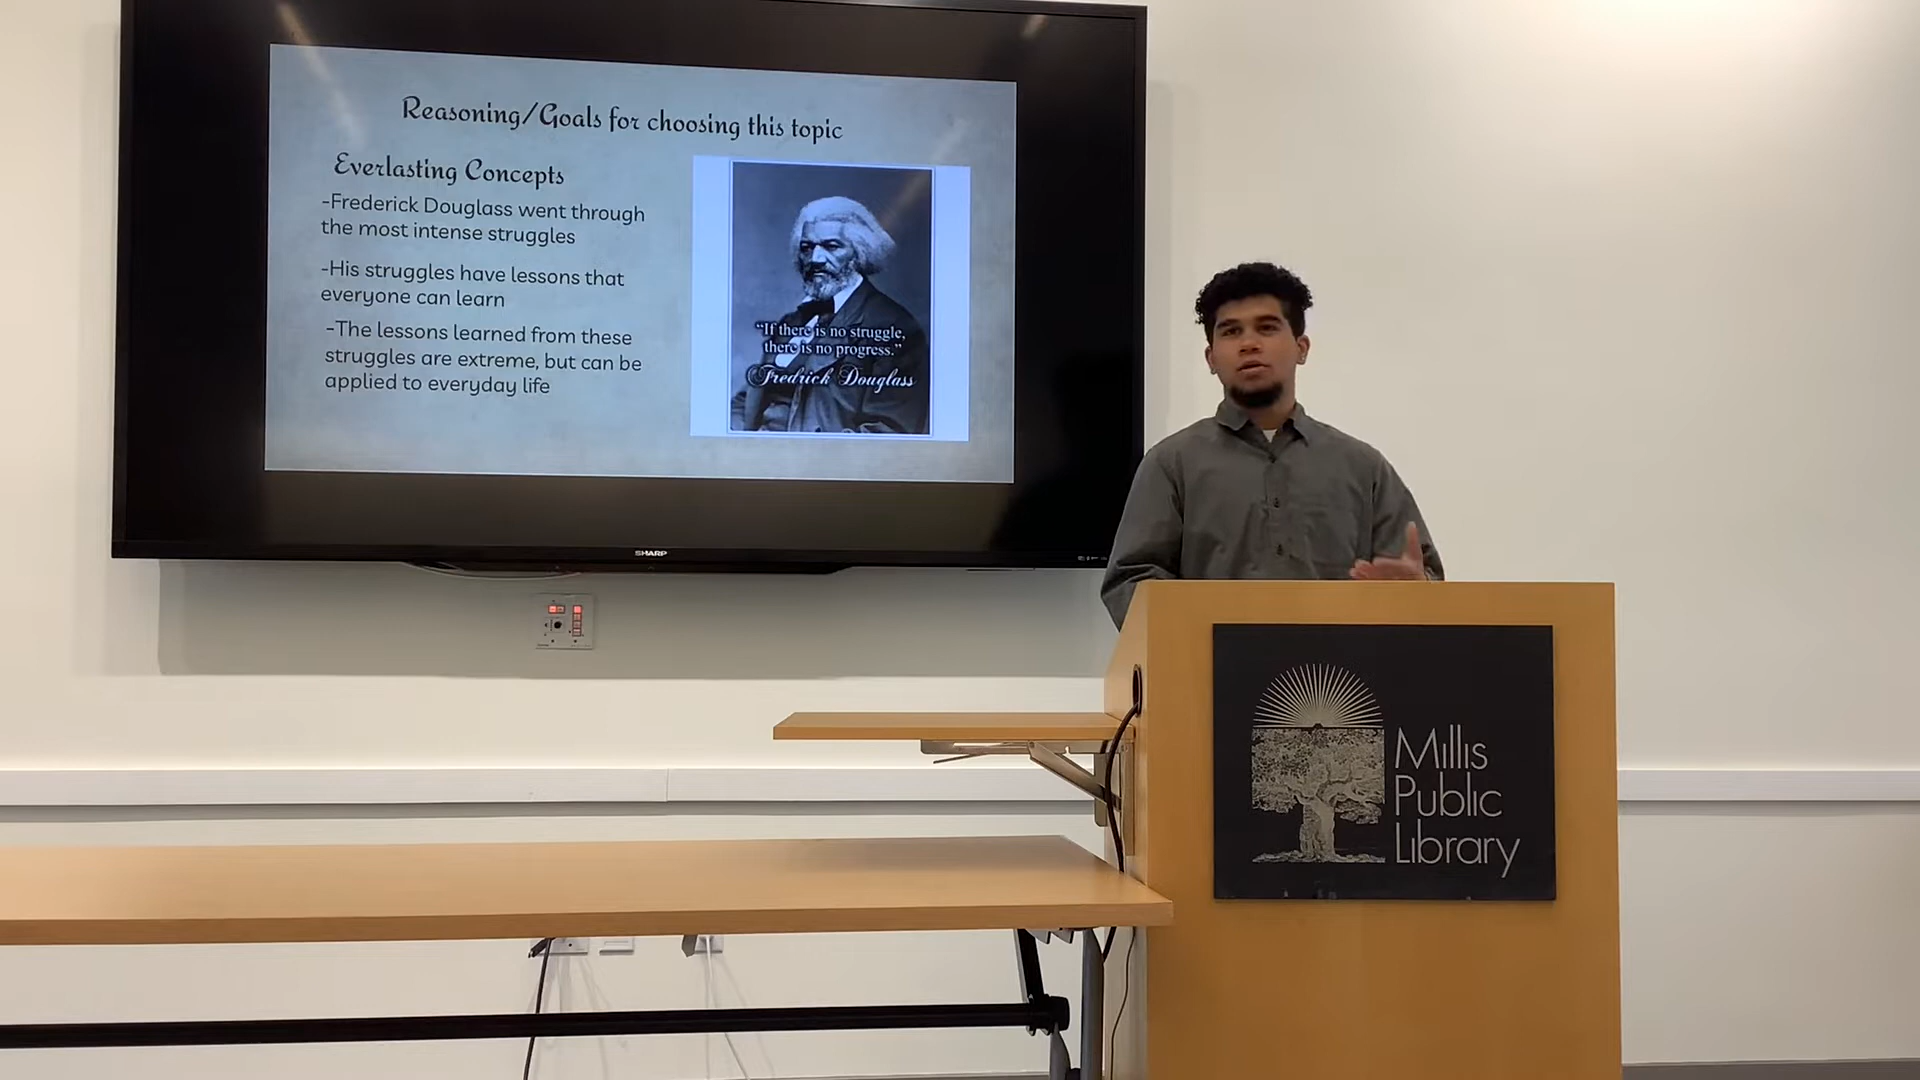 Reasoning/Goals for choosing this topic
Everlasting Concepts
-Frederick Douglass went through
the most intense struggles
-His struggles have lessons that
everyone can learn
-The lessons learned from these
struggles are extreme, but can be
applied to everyday life
“If there is no struggle,
there is no progress.”
Fredrick Douglass
SHARP
Millis
Public
Library